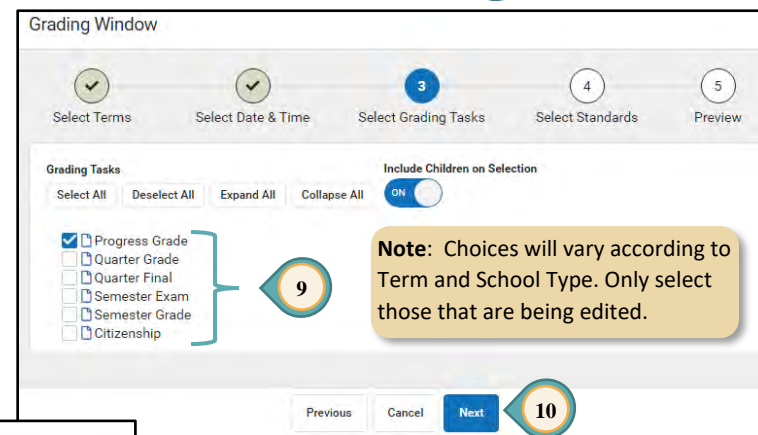 Grading Window
3 4 5
Select Terms Select Date & Time Select Grading Tasks Select Standards Preview
Grading Tasks Include Children on Selection
Select All Deselect All Expand All Collapse All ON
Progress Grade
Quarter Grade
Quarter Final
Semester Exam
Semester Grade
Citizenship
9
Note: Choices will vary according to
Term and School Type. Only select
those that are being edited.
Previous Cancel Next 10